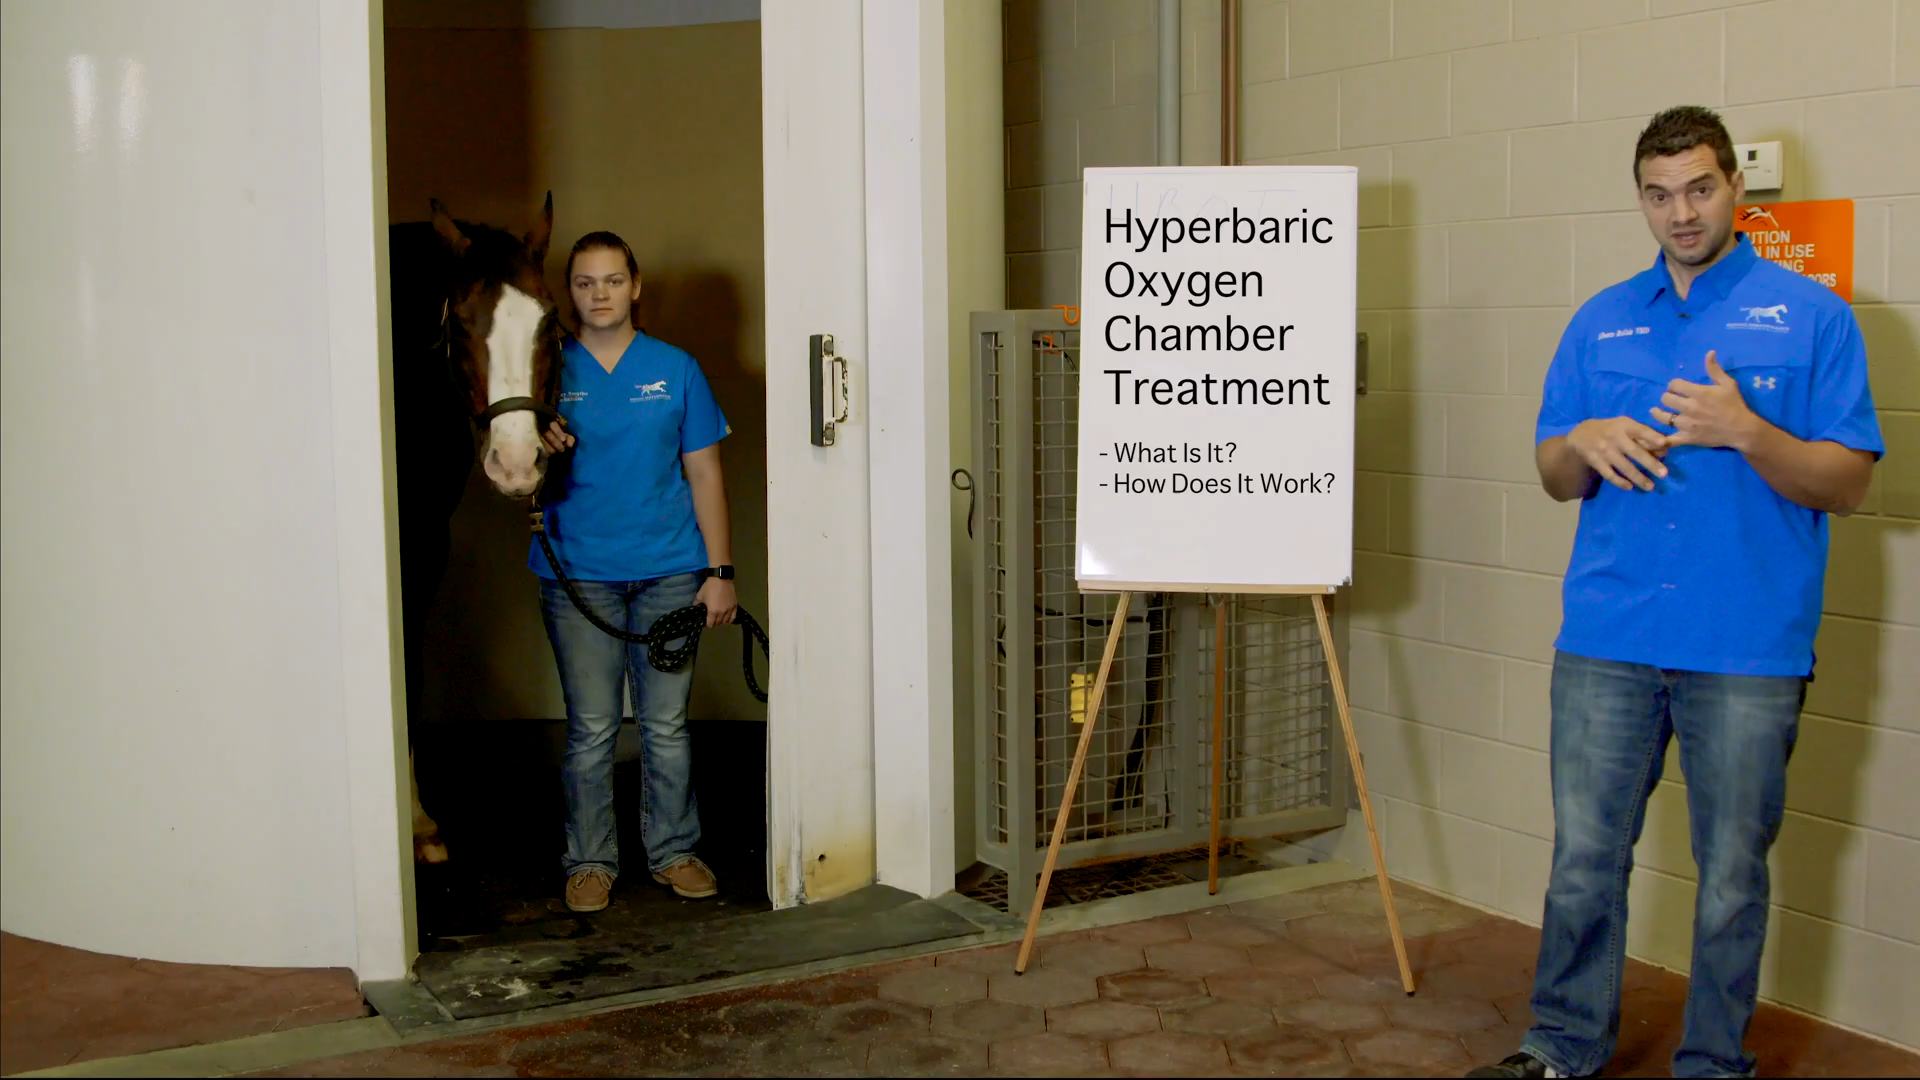 Hyperbaric
Oxygen
Chamber
Treatment
- What Is It?
- How Does It Work?
UTION
IN USE